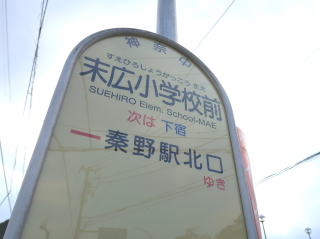 神奈中
すえひろしょうがっこうまえ
末広小学校前
SUEHIRO Elem. School-MAE
次は 下宿
秦野駅北口
ゆき